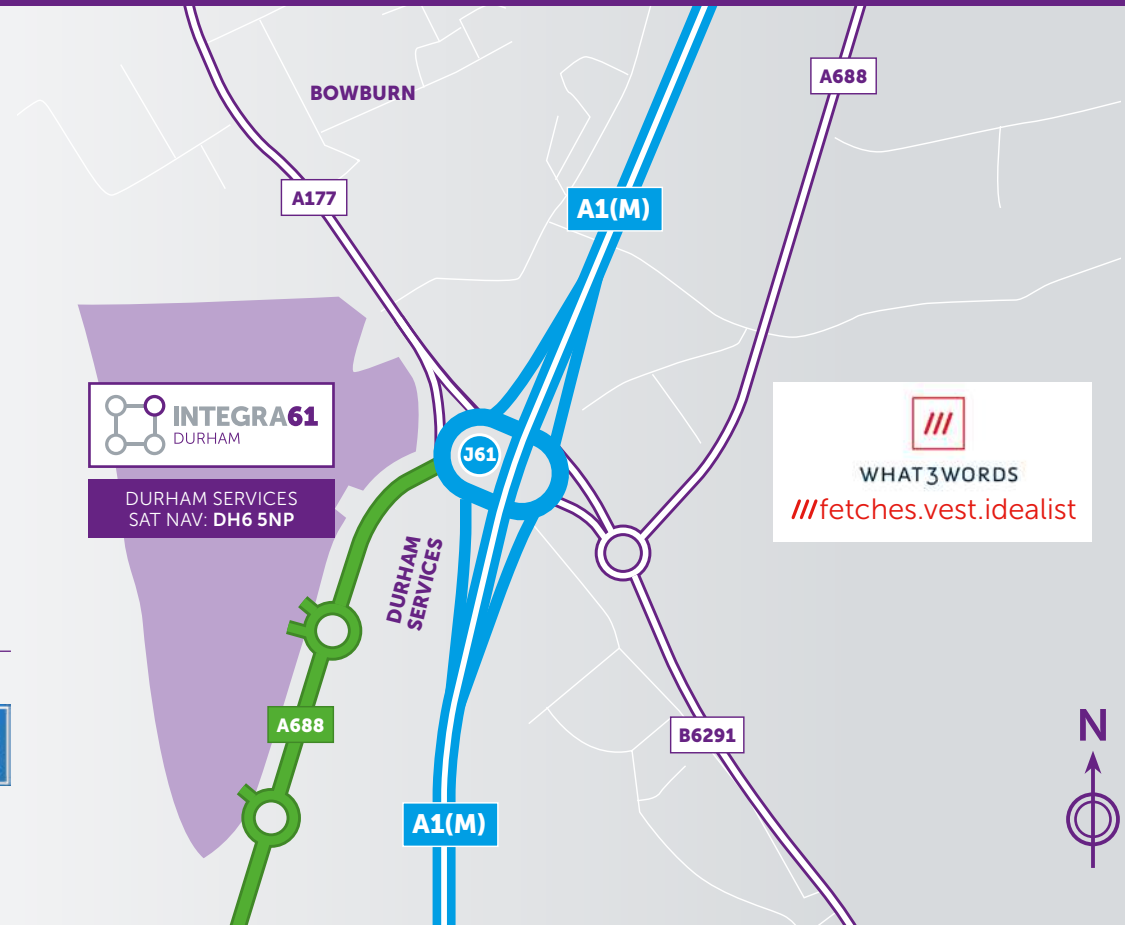 BOWBURN
A688
A177
A1(M)
INTEGRA61
DURHAM
DURHAM SERVICES
SAT NAV: DH6 5NP
J61
WHAT3WORDS
///fetches.vest.idealist
DURHAM
SERVICES
A688
B6291
N
A1(M)